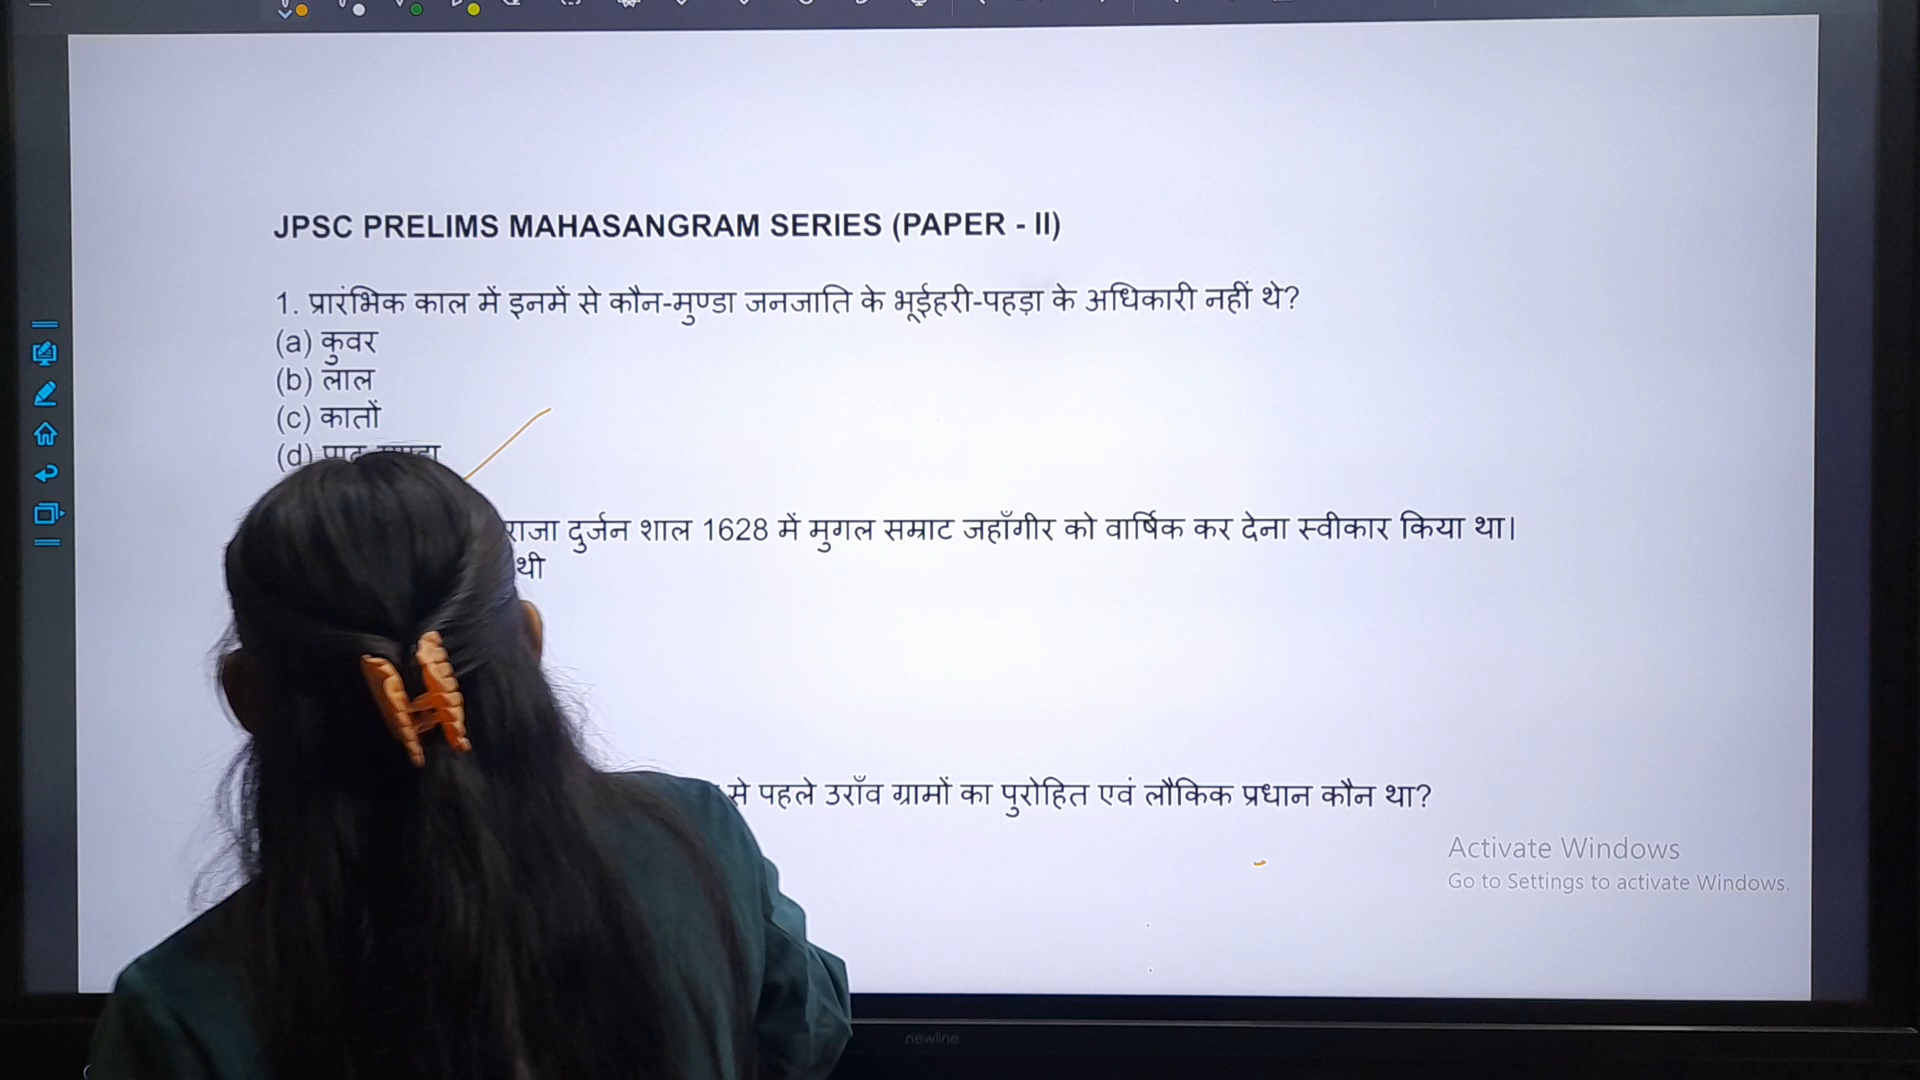 JPSC PRELIMS MAHASANGRAM SERIES (PAPER - II)
1. प्रारंभिक काल में इनमें से कौन-मुण्डा जनजाति के भूईहरी-पहड़ा के अधिकारी नहीं थे?
(a) कुवर
(b) लाल
(c) कातों
(d)
राजा दुर्जन शाल 1628 में मुगल सम्राट जहाँगीर को वार्षिक कर देना स्वीकार किया था।
थी
से पहले उराँव ग्रामों का पुरोहित एवं लौकिक प्रधान कौन था?
Activate Windows
Go to Settings to activate Windows.
newline